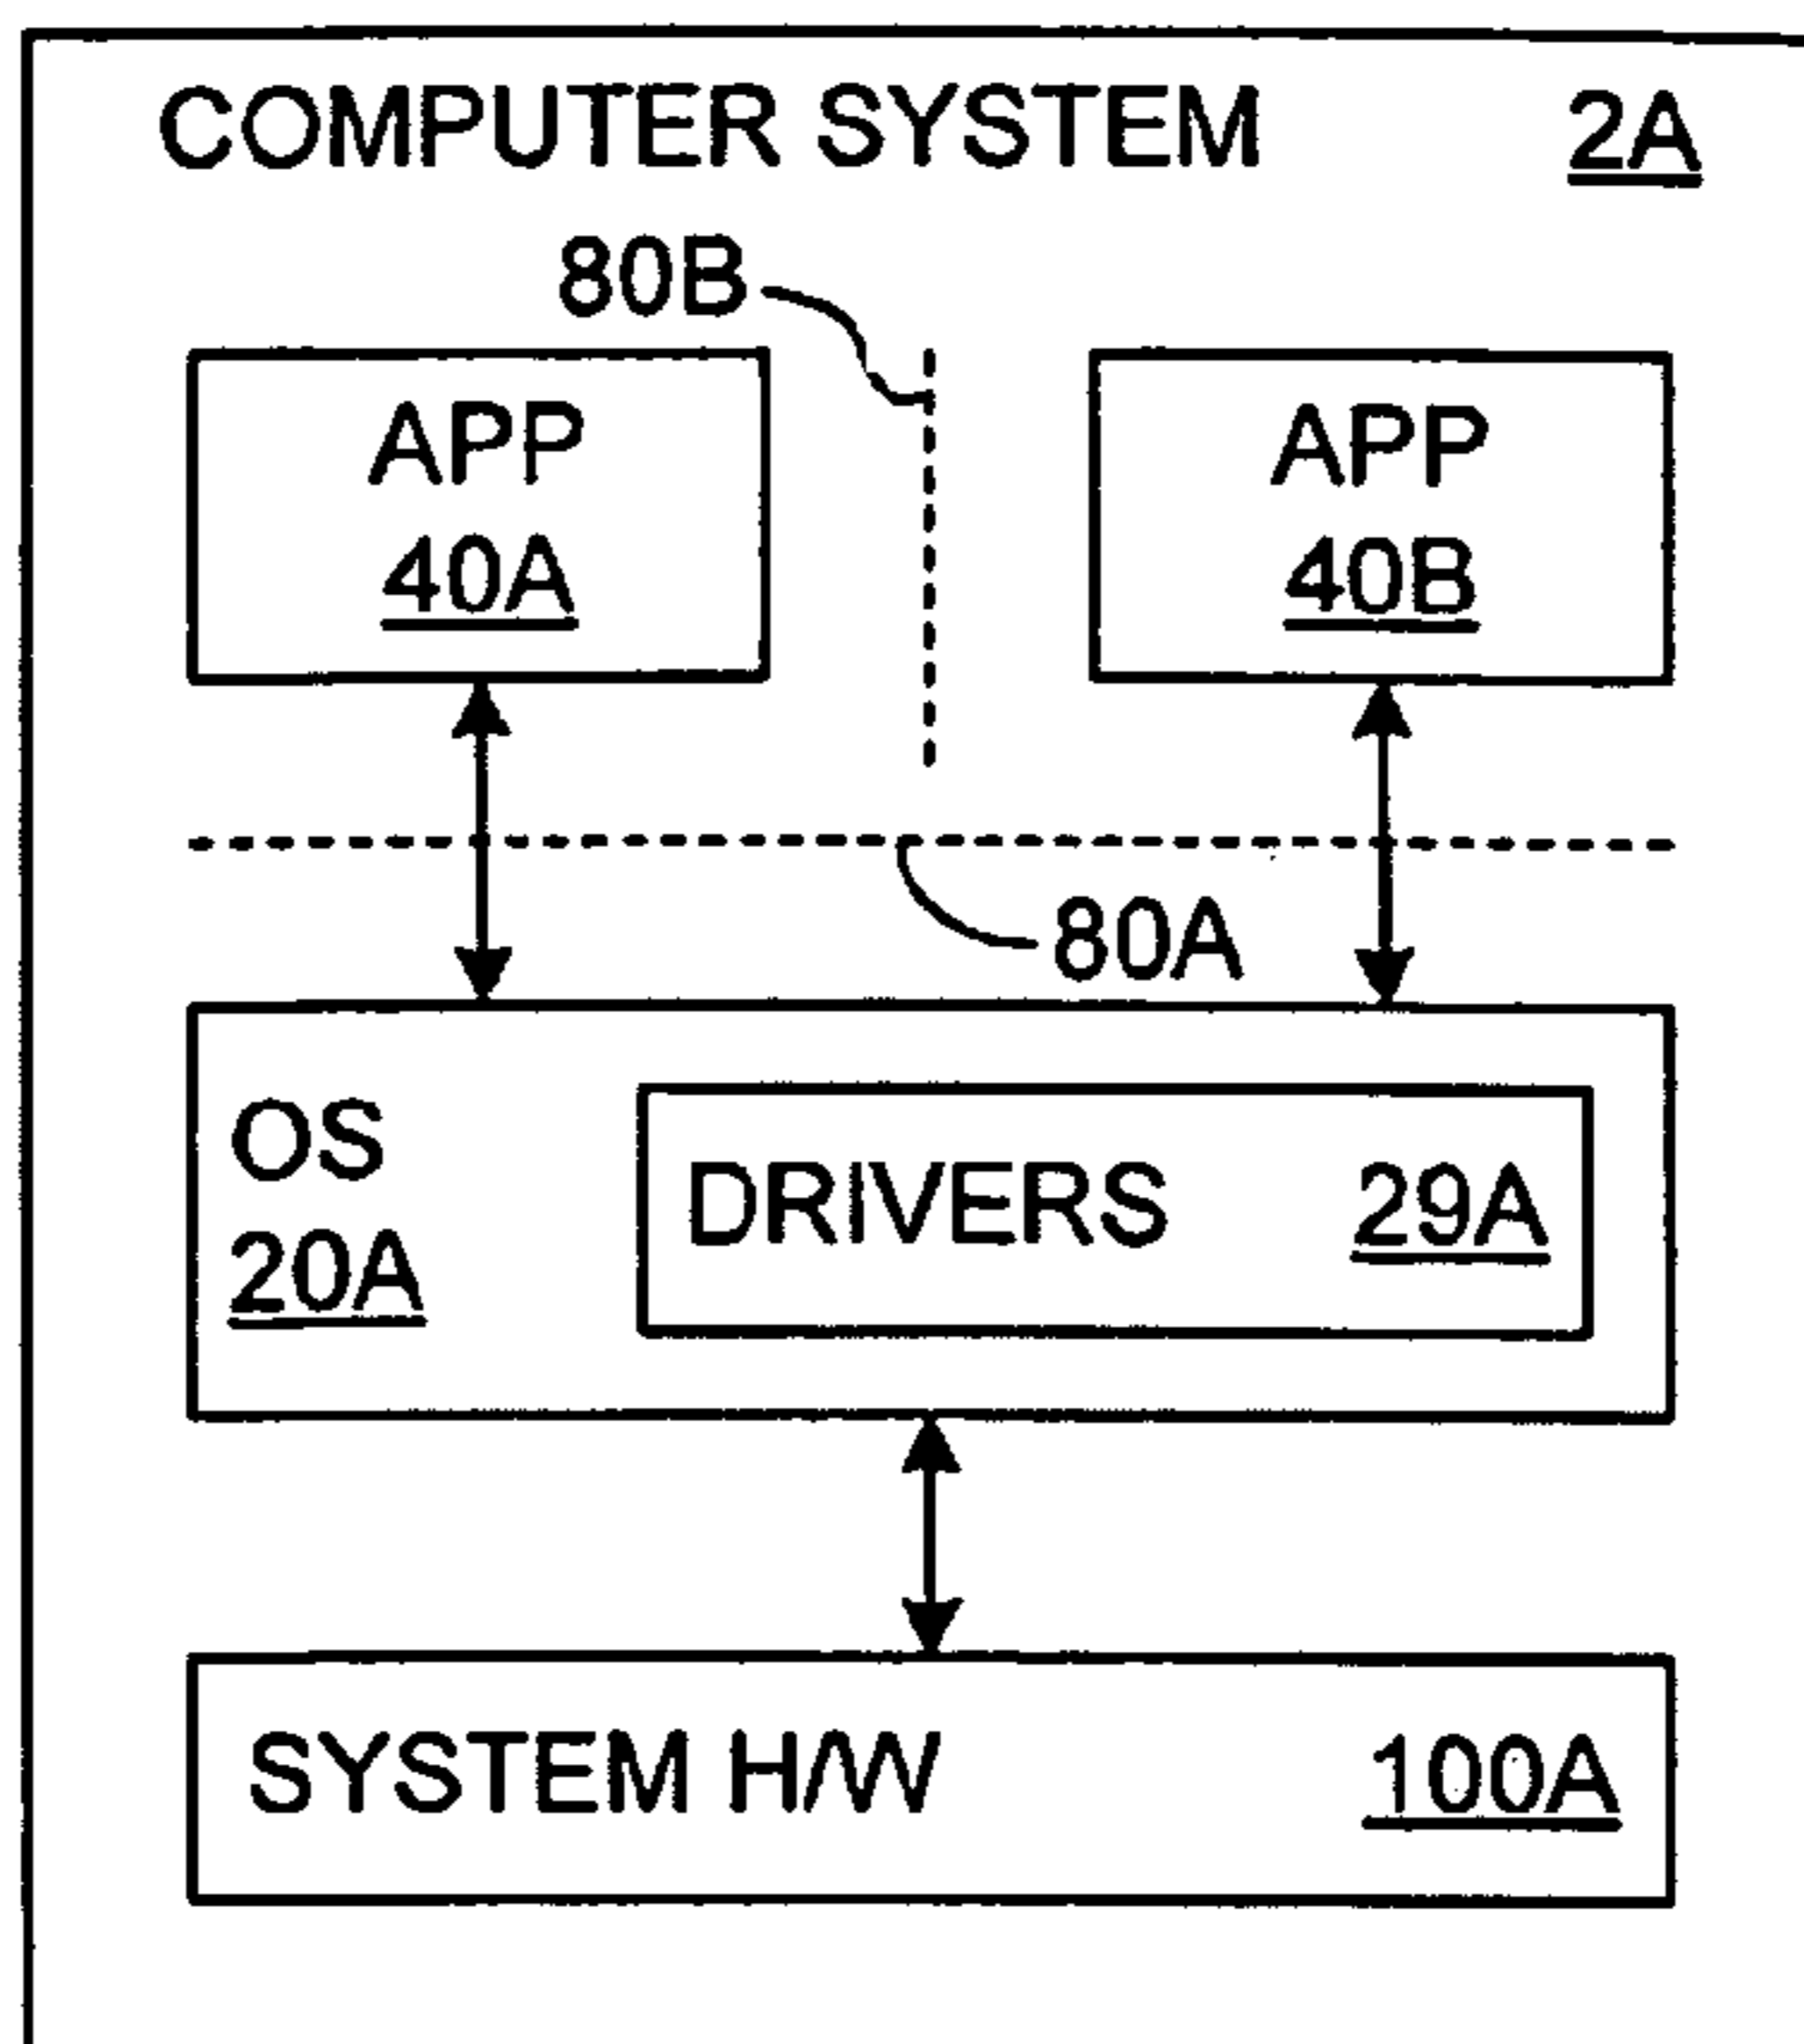 COMPUTER SYSTEM 2A
80B
APP APP
40A 40B
80A
OS
DRIVERS 29A
20A
SYSTEM H/W 100A